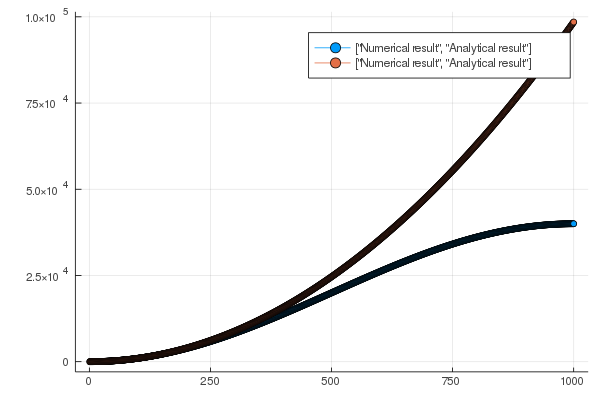 1.0×10 5
["Numerical result", "Analytical result"]
["Numerical result", "Analytical result"]
7.5×10 4
5.0×10 4
2.5×10 4
0
0 250 500 750 1000